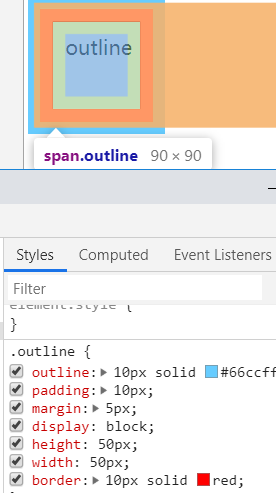 outline
span.outline 90 × 90
Styles Computed Event Listeners
Filter
element.style {
}
.outline {
outline: 10px solid #66ccff
padding: 10px;
margin: 5px;
display: block;
height: 50px;
width: 50px;
border: 10px solid red;